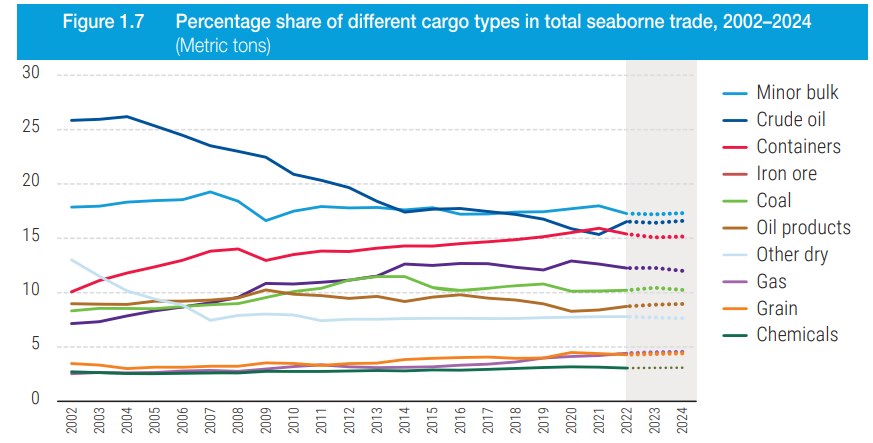 Figure 1.7 Percentage share of different cargo types in total seaborne trade, 2002–2024
(Metric tons)
30
25
20
15
10
5
0
2002 2003 2004 2005 2006 2007 2008 2009 2010 2011 2012 2013 2014 2015 2016 2017 2018 2019 2020 2021 2022 2023 2024
Minor bulk
Crude oil
Containers
Iron ore
Coal
Oil products
Other dry
Gas
Grain
Chemicals